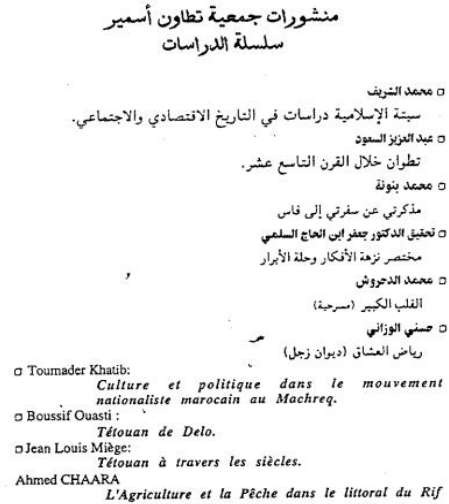 منشورات جمعية تطاون أسمير
سلسلة الدراسات
□ محمد الشريف
سبتة الإسلامية دراسات في التاريخ الاقتصادي والاجتماعي.
□ عبد العزيز السعود
تطوان خلال القرن التاسع عشر.
□ محمد بنونة
مذكرتي عن سفرتي إلى فاس
□ تحقيق الدكتور جعفر ابن الحاج السلمي
مختصر نزهة الأفكار وحلة الأبرار
□ محمد الدحروش
القلب الكبير (مسرحية)
□ حسني الوزاني
رياض العشاق (ديوان زجل)
□ Toumader Khatib:
Culture et politique dans le mouvement
nationaliste marocain au Machreq.
□ Boussif Ouasti :
Tétouan de Delo.
□ Jean Louis Miège:
Tétouan à travers les siècles.
Ahmed CHAARA
L'Agriculture et la Pêche dans le littoral du Rif